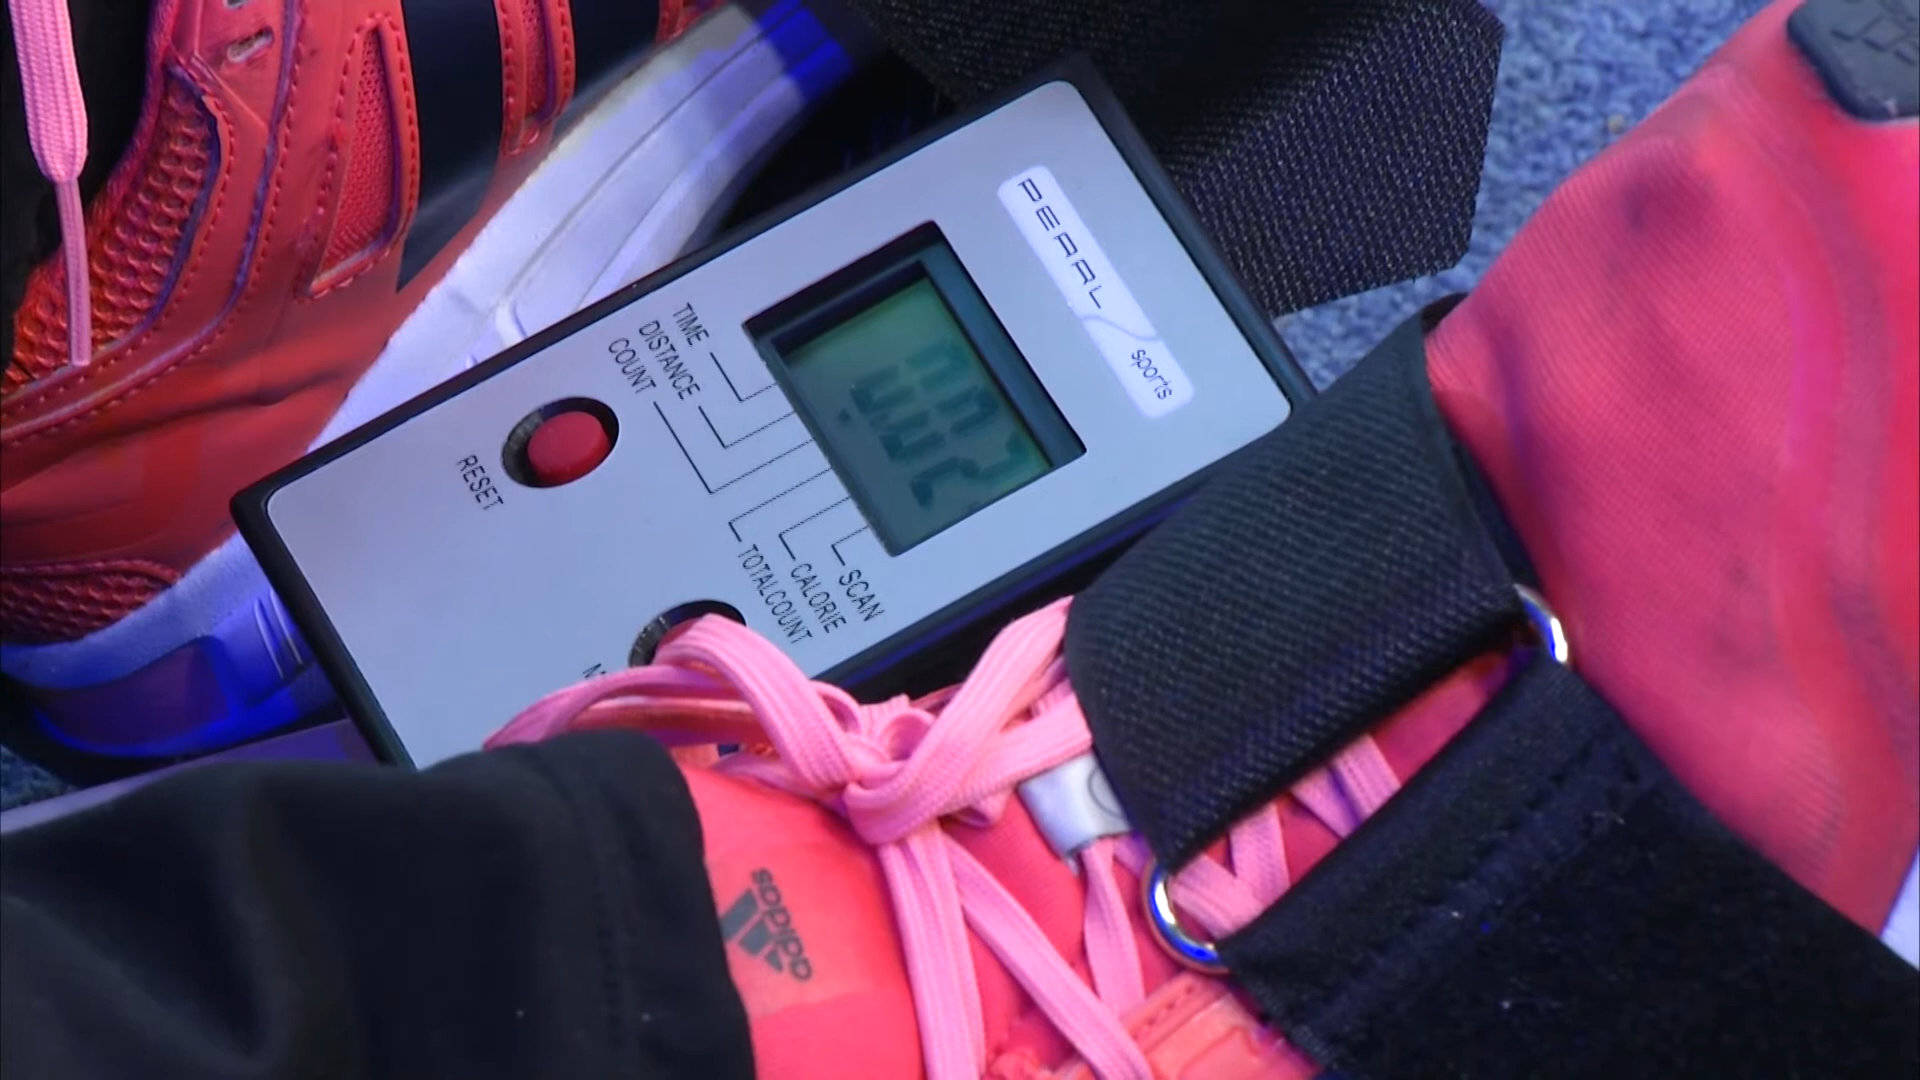 PEARL
sports
TIME
DISTANCE
COUNT
RESET
SCAN
CALORIE
TOTALCOUNT
adidas